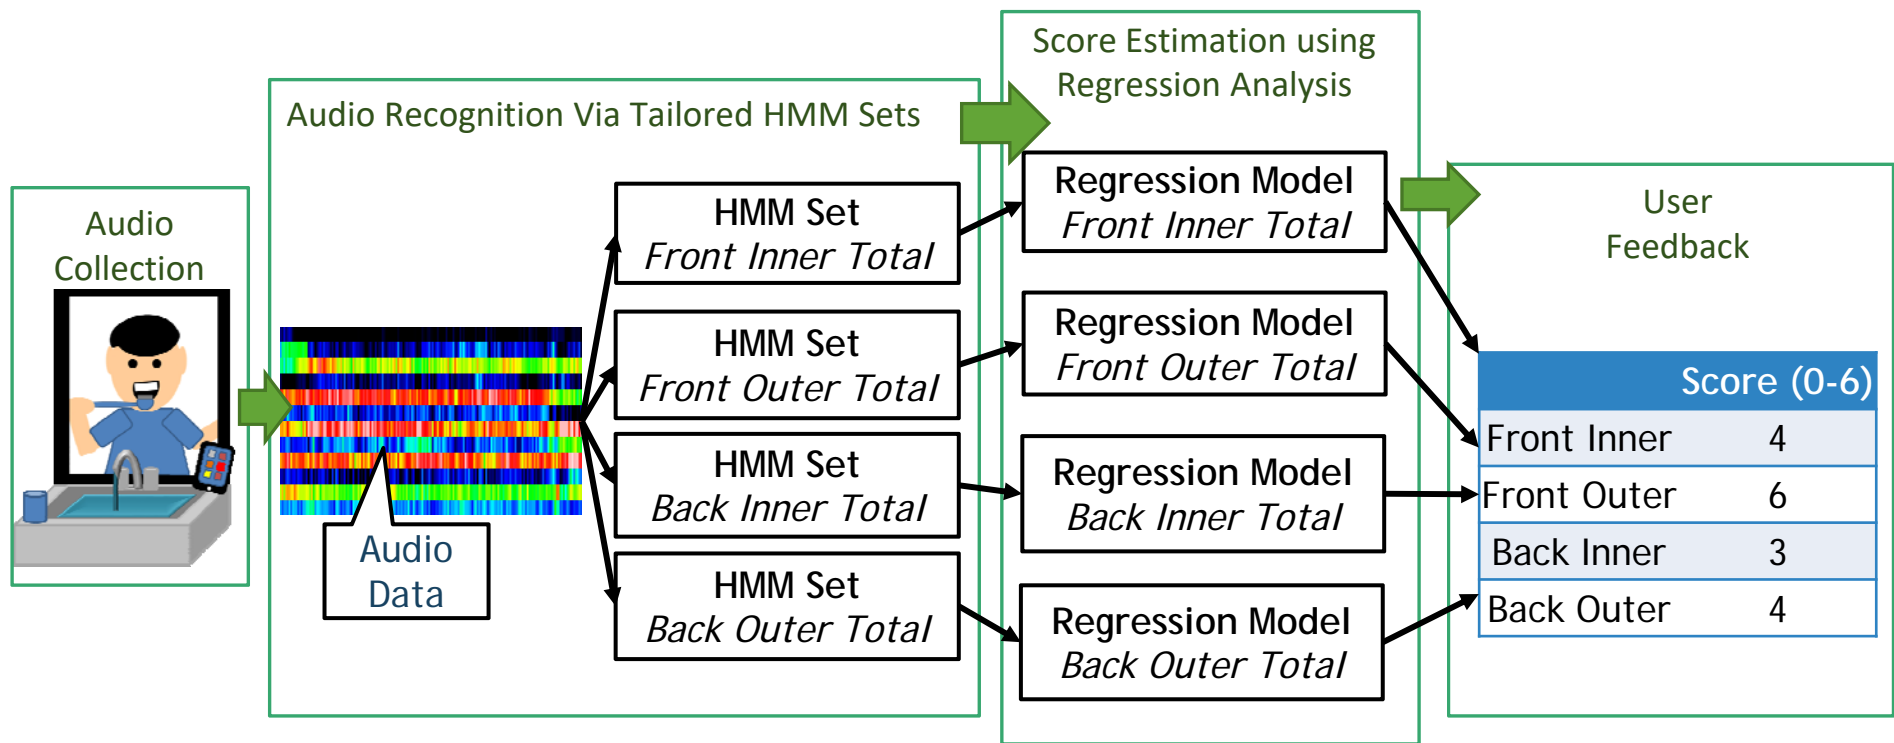 Audio
Collection
Audio Recognition Via Tailored HMM Sets
Audio
Data
HMM Set
Front Inner Total
HMM Set
Front Outer Total
HMM Set
Back Inner Total
HMM Set
Back Outer Total
Score Estimation using
Regression Analysis
Regression Model
Front Inner Total
Regression Model
Front Outer Total
Regression Model
Back Inner Total
Regression Model
Back Outer Total
User
Feedback
Score (0-6)
Front Inner 4
Front Outer 6
Back Inner 3
Back Outer 4